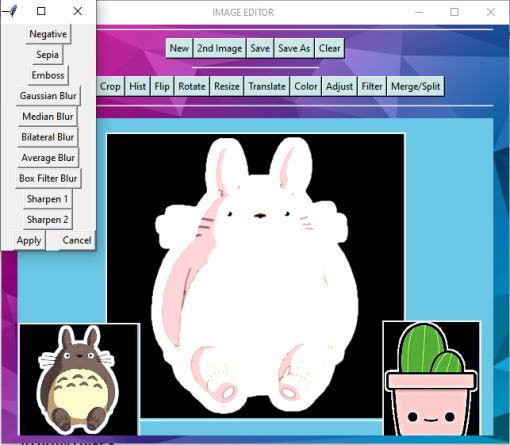 IMAGE EDITOR
New 2nd Image Save Save As Clear
Crop Hist Flip Rotate Resize Translate Color Adjust Filter Merge/Split
Negative
Sepia
Emboss
Gaussian Blur
Median Blur
Bilateral Blur
Average Blur
Box Filter Blur
Sharpen 1
Sharpen 2
Apply Cancel